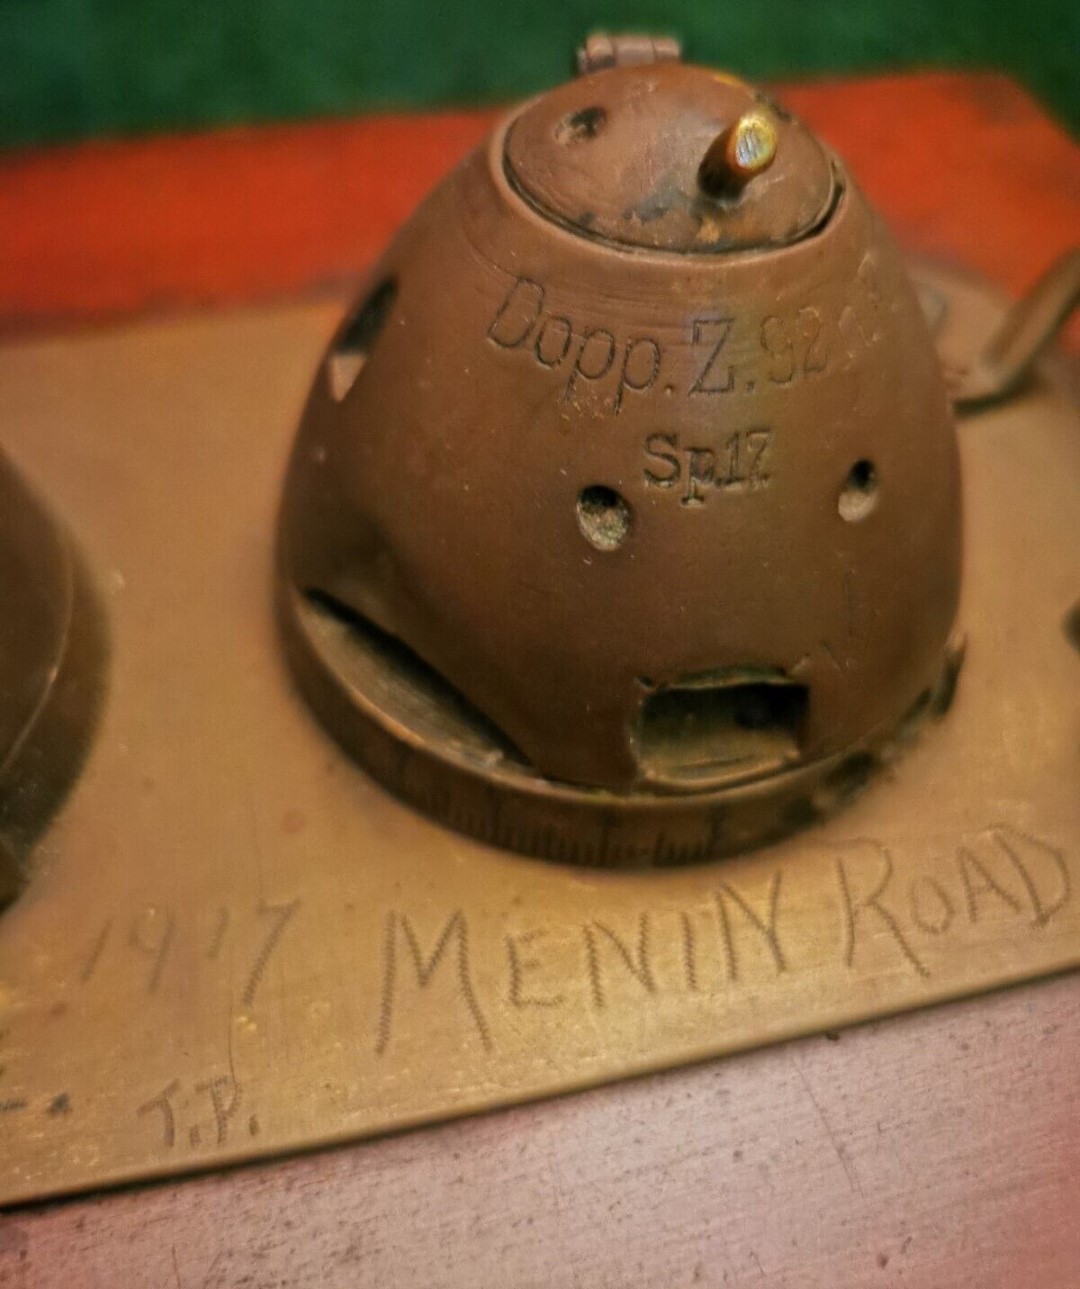 Dopp. Z. 92
Sp. 17
1917 MENIN ROAD
T.P.